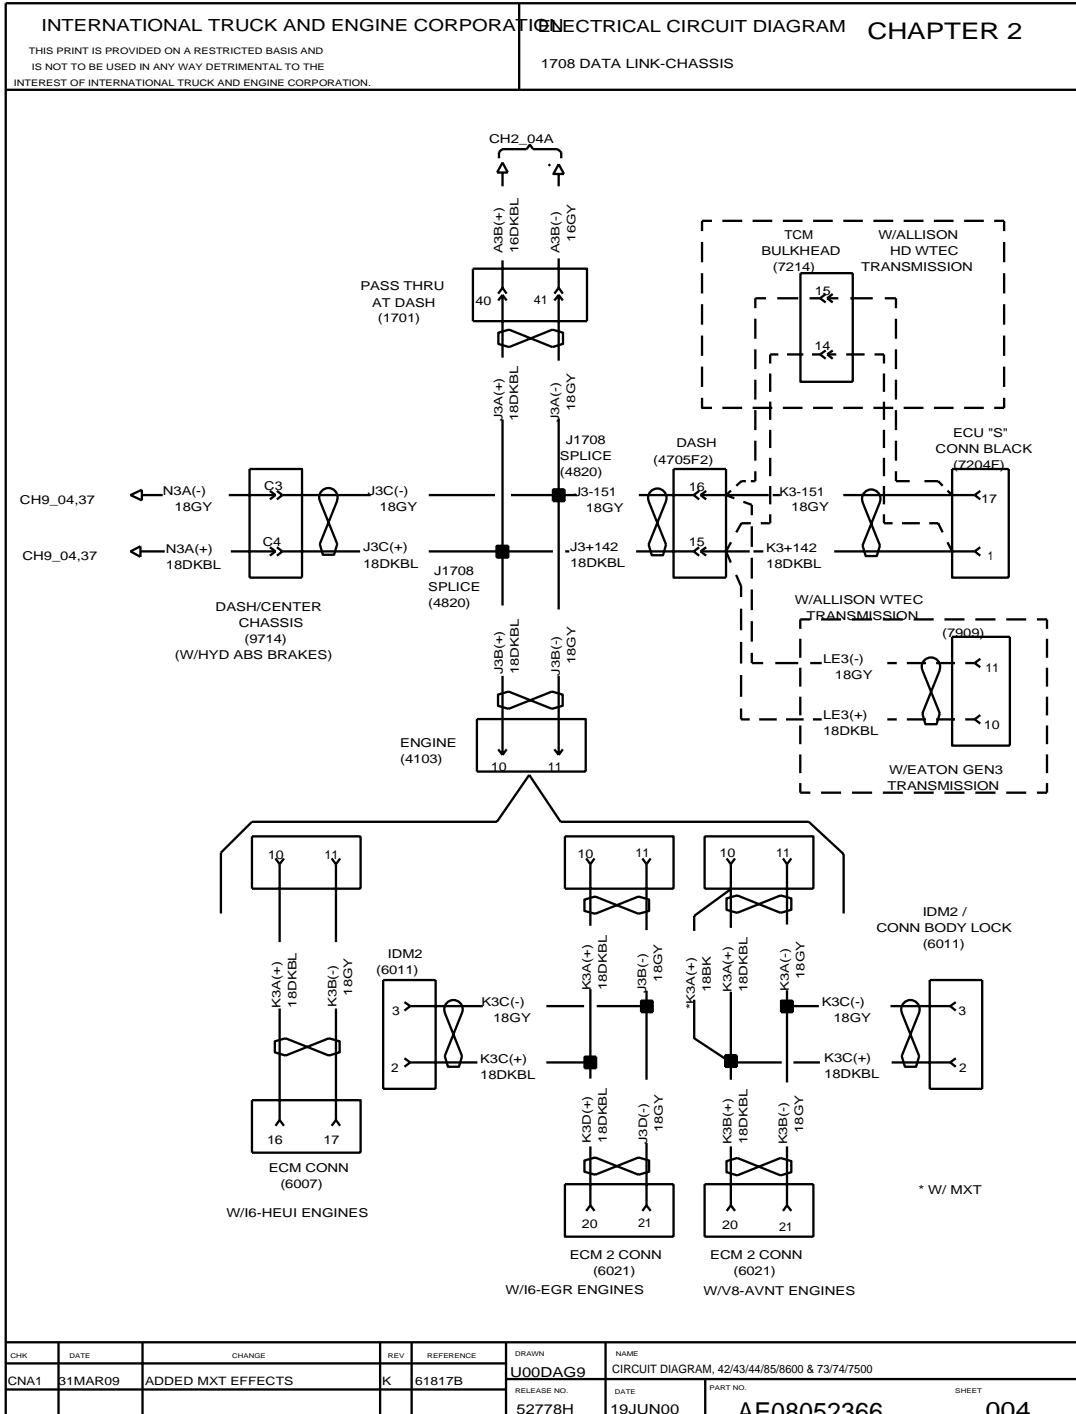 INTERNATIONAL TRUCK AND ENGINE CORPORATION
THIS PRINT IS PROVIDED ON A RESTRICTED BASIS AND
IS NOT TO BE USED IN ANY WAY DETRIMENTAL TO THE
INTEREST OF INTERNATIONAL TRUCK AND ENGINE CORPORATION.
ELECTRICAL CIRCUIT DIAGRAM
CHAPTER 2
1708 DATA LINK-CHASSIS
CH2_04A
A3B(+)
16DKBL
A3B(-)
16GY
PASS THRU
AT DASH
(1701)
40
41
J3A(+)
18DKBL
J3A(-)
18GY
TCM
BULKHEAD
(7214)
W/ALLISON
HD WTEC
TRANSMISSION
15
14
J1708
SPLICE
(4820)
DASH
(4705F2)
ECU "S"
CONN BLACK
(7204F)
CH9_04,37
N3A(-)
18GY
C3
J3C(-)
18GY
J3-151
18GY
16
K3-151
18GY
17
CH9_04,37
N3A(+)
18DKBL
C4
J3C(+)
18DKBL
J3+142
18DKBL
15
K3+142
18DKBL
1
J1708
SPLICE
(4820)
DASH/CENTER
CHASSIS
(9714)
(W/HYD ABS BRAKES)
W/ALLISON WTEC
TRANSMISSION
(7909)
J3B(+)
18DKBL
J3B(-)
18GY
LE3(-)
18GY
11
LE3(+)
18DKBL
10
W/EATON GEN3
TRANSMISSION
ENGINE
(4103)
10
11
10
11
10
11
10
11
IDM2
(6011)
IDM2 /
CONN BODY LOCK
(6011)
K3A(+)
18DKBL
K3B(-)
18GY
K3A(+)
18DKBL
J3B(-)
18GY
*K3A(+)
18BK
K3A(+)
18DKBL
K3A(-)
18GY
3
K3C(-)
18GY
K3C(-)
18GY
3
2
K3C(+)
18DKBL
K3C(+)
18DKBL
2
K3D(+)
18DKBL
J3D(-)
18GY
K3B(+)
18DKBL
K3B(-)
18GY
16
17
ECM CONN
(6007)
W/I6-HEUI ENGINES
20
21
ECM 2 CONN
(6021)
W/I6-EGR ENGINES
20
21
ECM 2 CONN
(6021)
W/V8-AVNT ENGINES
* W/ MXT
CHK
DATE
CHANGE
REV
REFERENCE
CNA1
31MAR09
ADDED MXT EFFECTS
K
61817B
DRAWN
U00DAG9
NAME
CIRCUIT DIAGRAM, 42/43/44/85/8600 & 73/74/7500
RELEASE NO.
52778H
DATE
19JUN00
PART NO.
AE08052366
SHEET
004